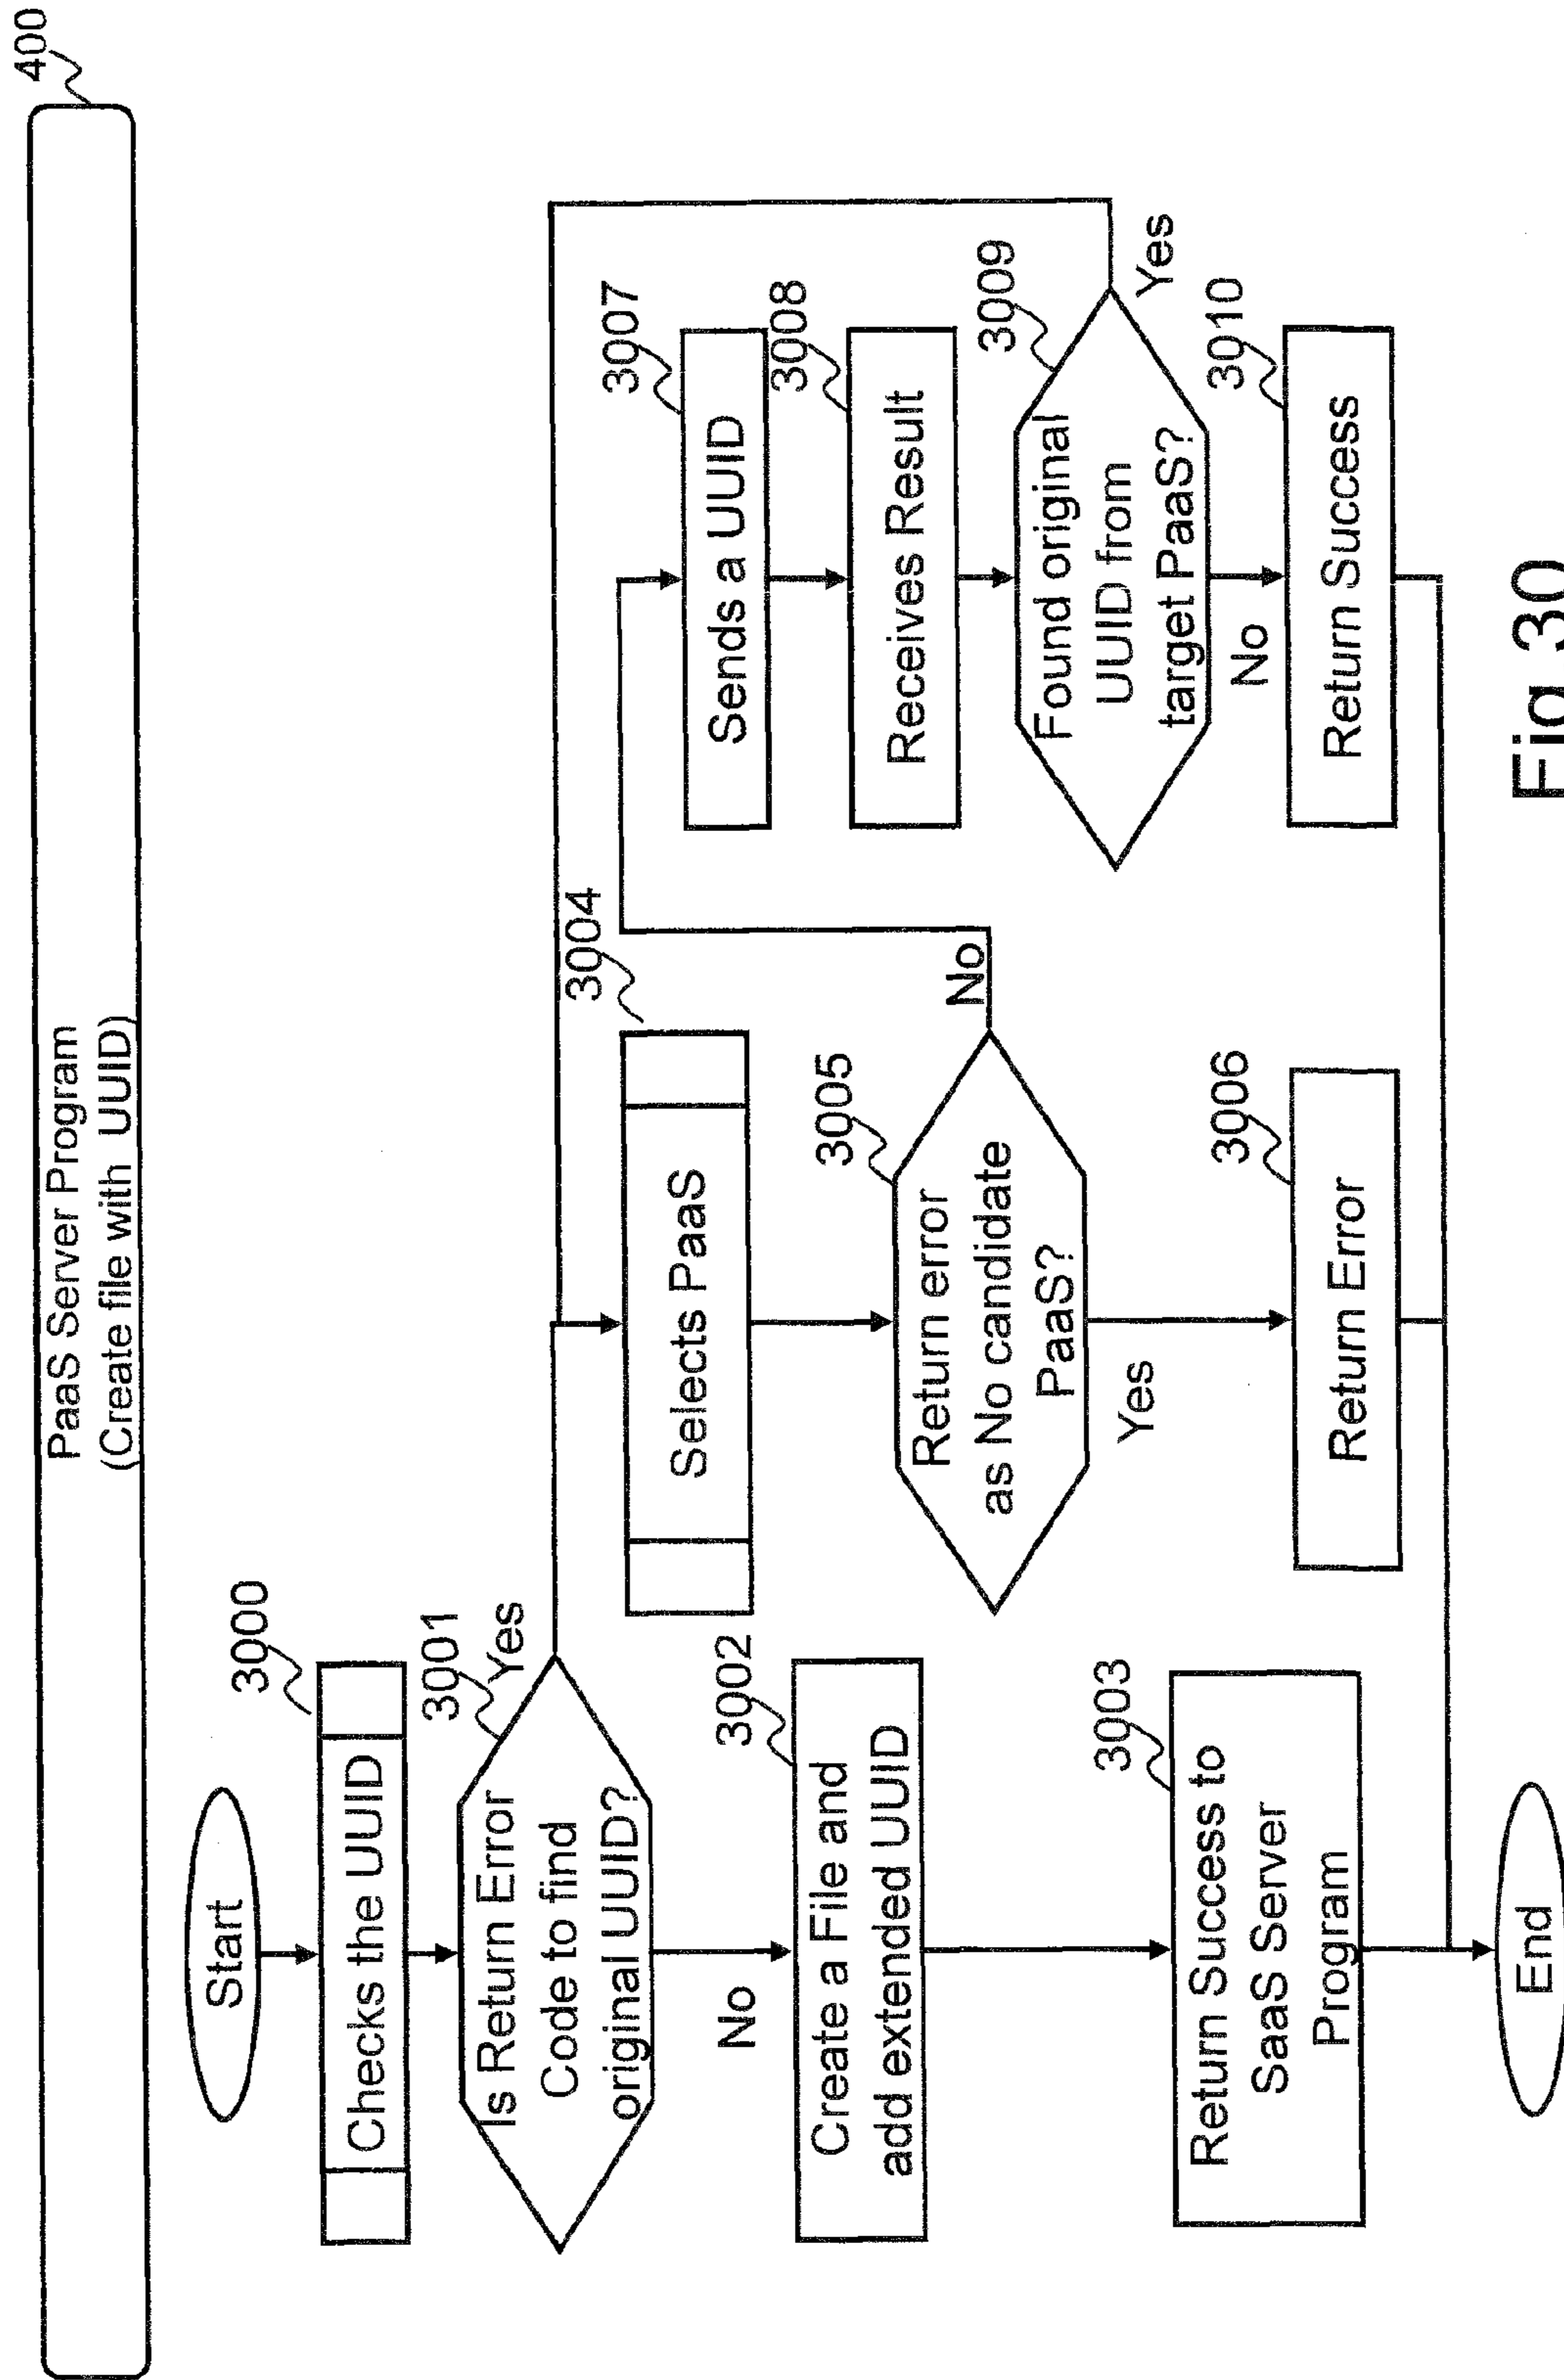 400
PaaS Server Program
(Create file with UUID)
Start
3000
Checks the UUID
3001
Is Return Error
Code to find
original UUID?
Yes
No
3002
Create a File and
add extended UUID
3003
Return Success to
SaaS Server
Program
3004
Selects PaaS
3005
Return error
as No candidate
PaaS?
No
Yes
3006
Return Error
3007
Sends a UUID
3008
Receives Result
3009
Found original
UUID from
target PaaS?
Yes
No
3010
Return Success
End
Fig 30